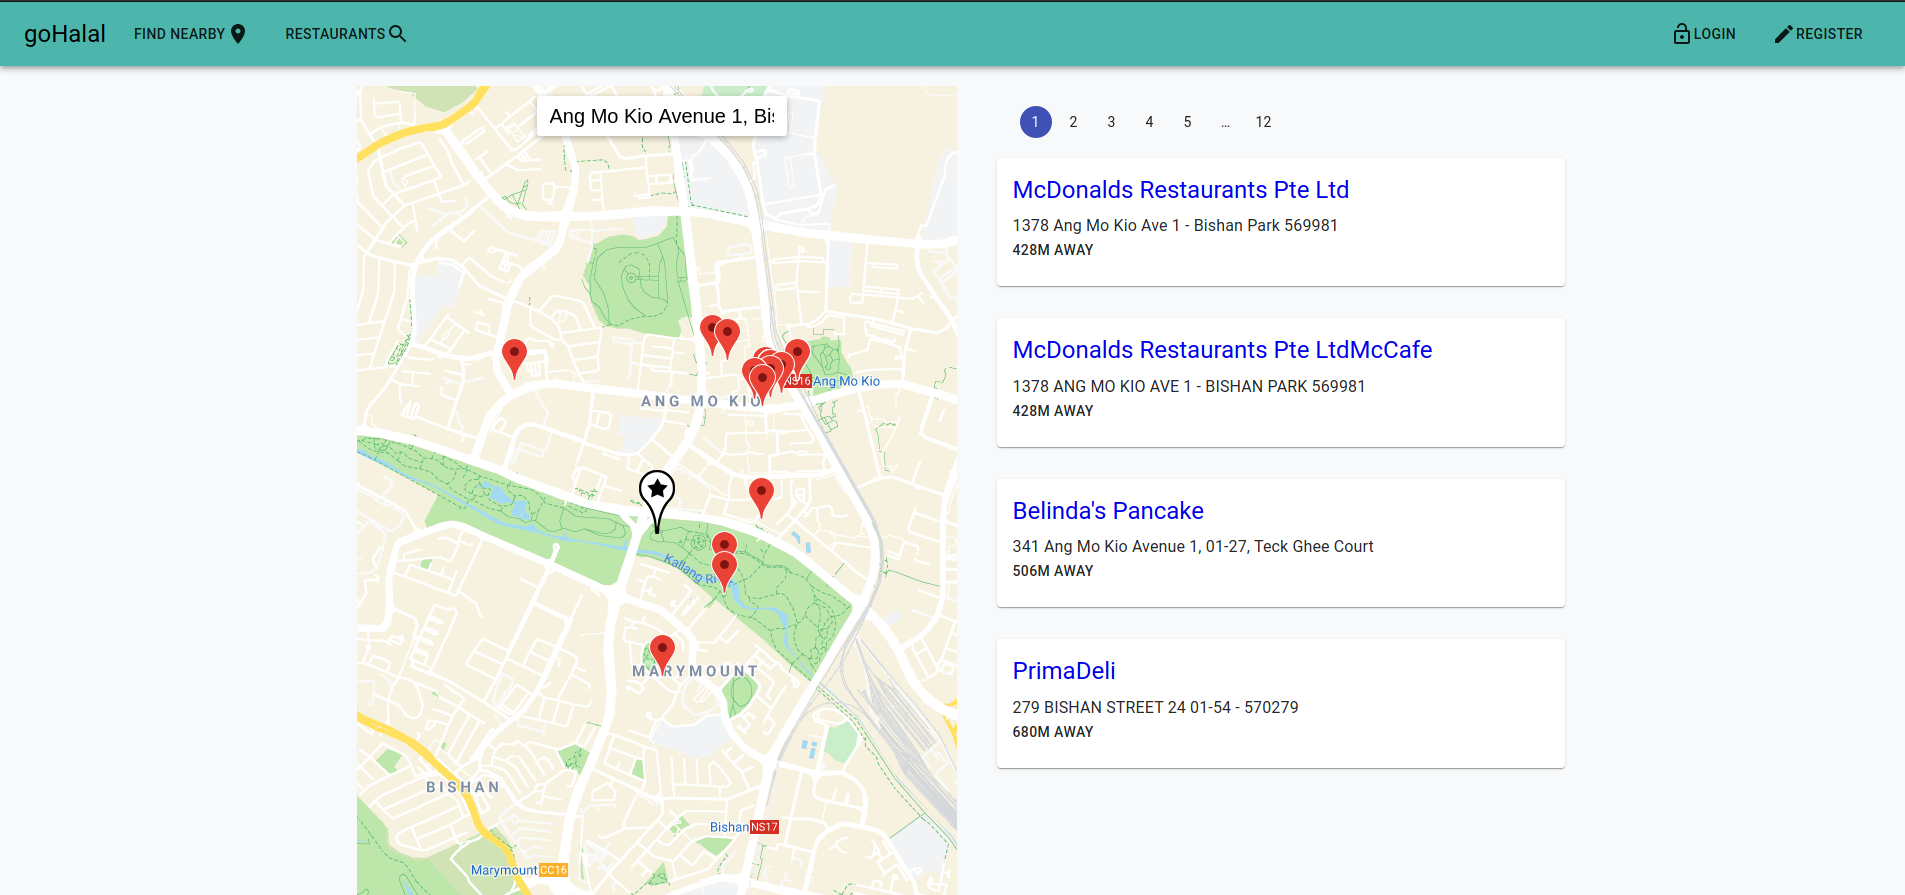 goHalal FIND NEARBY RESTAURANTS LOGIN REGISTER
Ang Mo Kio Avenue 1, Bis
NS16 Ang Mo Kio
ANG MO KIO
Kallang
MARYMOUNT
BISHAN
Bishan NS17
Marymount CC16
1 2 3 4 5 … 12
McDonalds Restaurants Pte Ltd
1378 Ang Mo Kio Ave 1 - Bishan Park 569981
428M AWAY
McDonalds Restaurants Pte LtdMcCafe
1378 ANG MO KIO AVE 1 - BISHAN PARK 569981
428M AWAY
Belinda's Pancake
341 Ang Mo Kio Avenue 1, 01-27, Teck Ghee Court
506M AWAY
PrimaDeli
279 BISHAN STREET 24 01-54 - 570279
680M AWAY